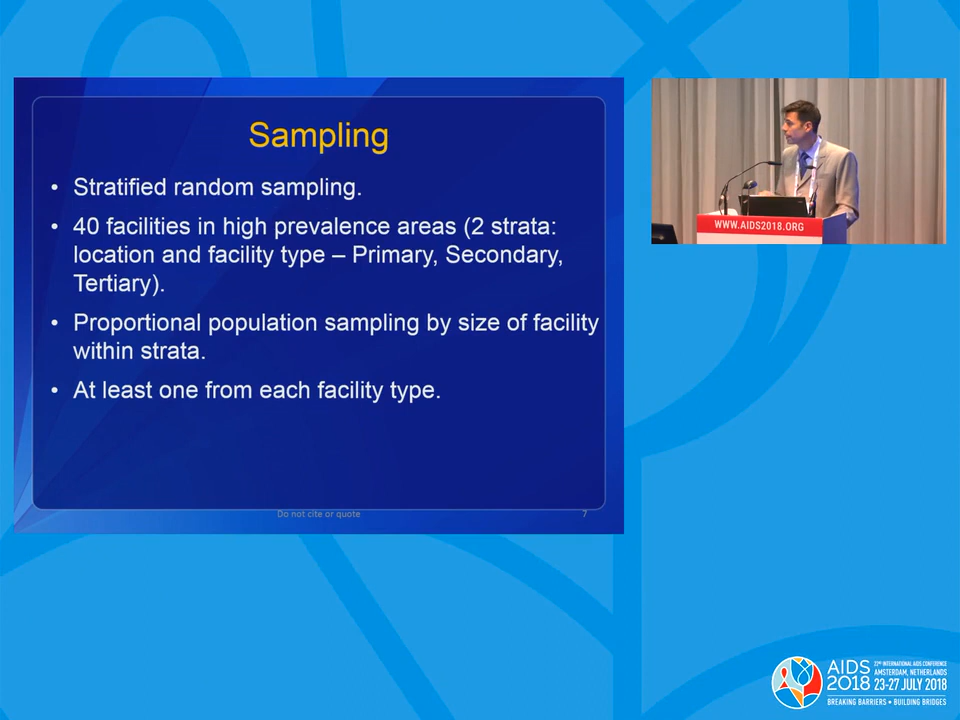 Sampling
• Stratified random sampling.
• 40 facilities in high prevalence areas (2 strata:
location and facility type – Primary, Secondary,
Tertiary).
• Proportional population sampling by size of facility
within strata.
• At least one from each facility type.
Do not cite or quote
7
WWW.AIDS2018.ORG
AIDS
2018
22nd INTERNATIONAL AIDS CONFERENCE
AMSTERDAM, NETHERLANDS
23-27 JULY 2018
BREAKING BARRIERS • BUILDING BRIDGES